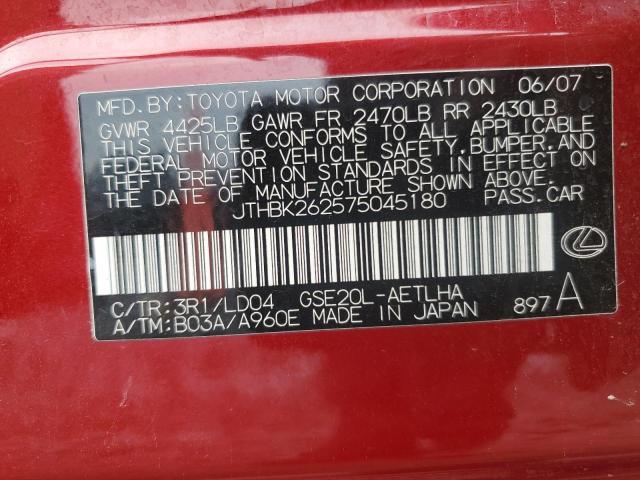 MFD.BY:TOYOTA MOTOR CORPORATION 06/07
GVWR 4425LB GAWR FR 2470LB RR 2430LB
THIS VEHICLE CONFORMS TO ALL APPLICABLE
FEDERAL MOTOR VEHICLE SAFETY,BUMPER,AND
THEFT PREVENTION STANDARDS IN EFFECT ON
THE DATE OF MANUFACTURE SHOWN ABOVE.
JTHBK262575045180 PASS.CAR
C/TR:3R1/LD04 GSE20L-AETLHA
A/TM:B03A/A960E MADE IN JAPAN 897 A